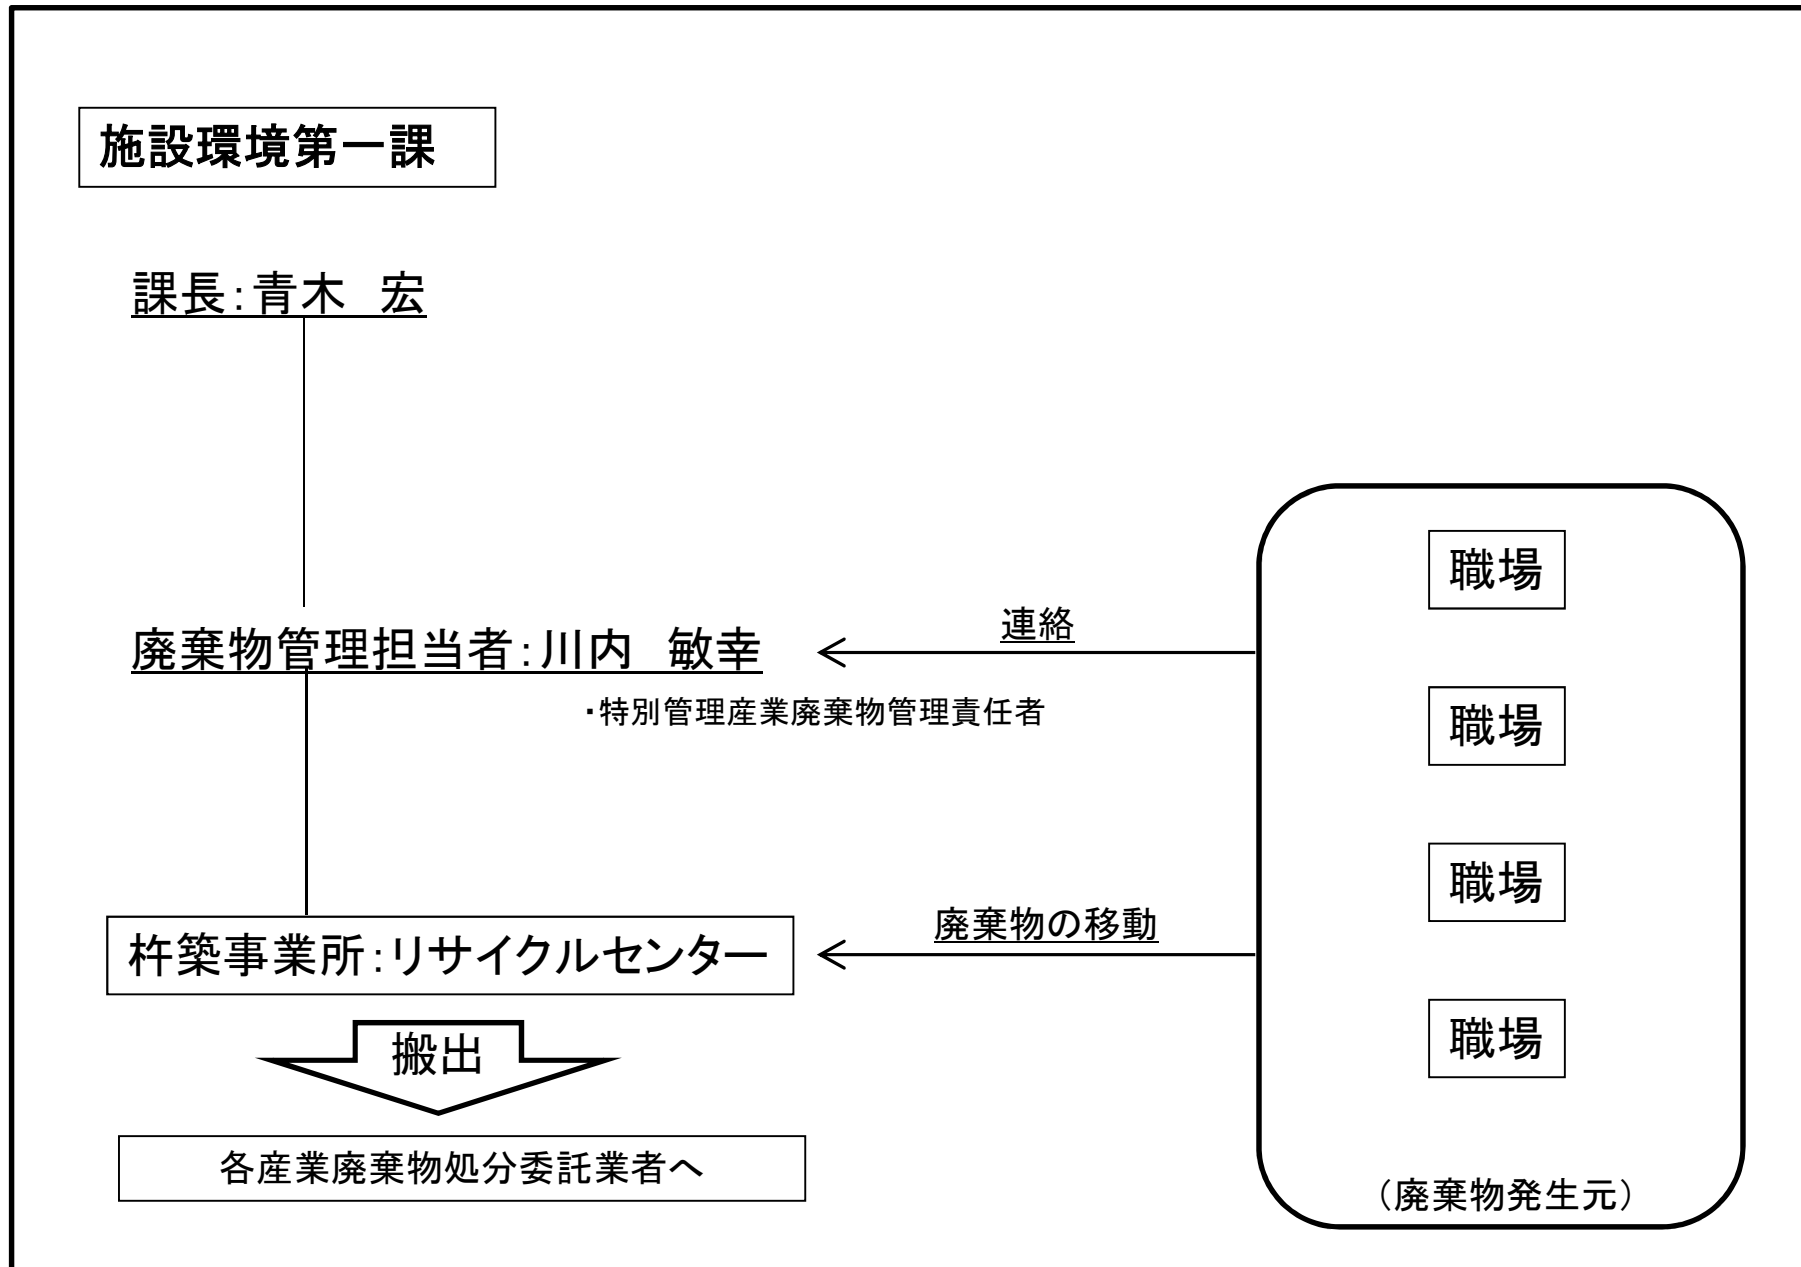 施設環境第一課
課長:青木　宏
廃棄物管理担当者:川内　敏幸
・特別管理産業廃棄物管理責任者
連絡
廃棄物の移動
杵築事業所:リサイクルセンター
搬出
各産業廃棄物処分委託業者へ
職場
職場
職場
職場
（廃棄物発生元）